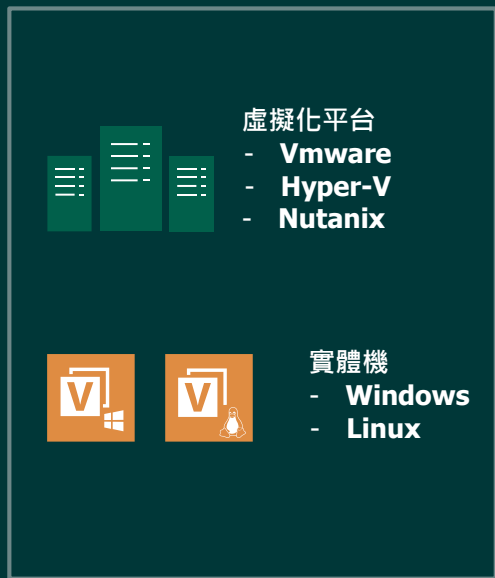 虛擬化平台
- Vmware
- Hyper-V
- Nutanix
V
V
實體機
- Windows
- Linux